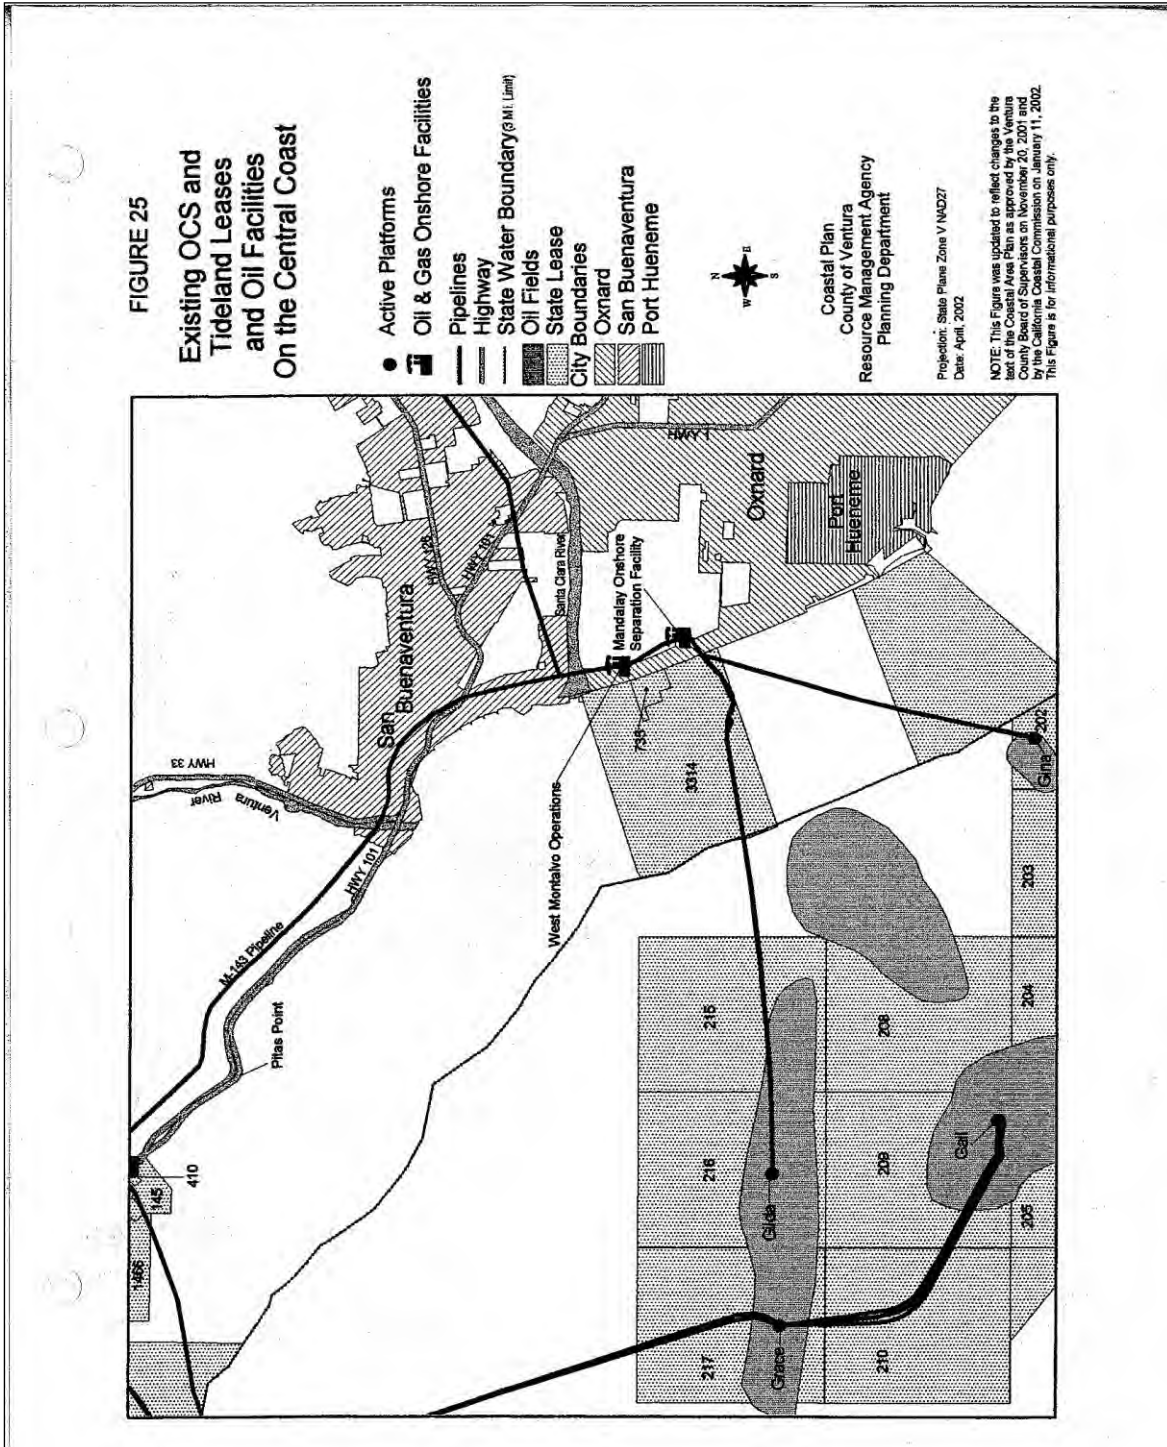 FIGURE 25
Existing OCS and
Tideland Leases
and Oil Facilities
On the Central Coast
Active Platforms
Oil & Gas Onshore Facilities
Pipelines
Highway
State Water Boundary(3 Mi. Limit)
Oil Fields
State Lease
City Boundaries
Oxnard
San Buenaventura
Port Hueneme
N
W
E
S
Coastal Plan
County of Ventura
Resource Management Agency
Planning Department
Projection: State Plane Zone V NAD27
Date: April, 2002
NOTE: This Figure was updated to reflect changes to the
text of the Coastal Area Plan as approved by the Ventura
County Board of Supervisors on November 20, 2001 and
by the California Coastal Commission on January 11, 2002.
This Figure is for informational purposes only.
1466
145
410
Pitas Point
M-143 Pipeline
HWY 101
Ventura
River
HWY 33
San
Buenaventura
HWY 126
HWY 101
Santa Clara River
West Montalvo Operations
Mandalay Onshore
Separation Facility
HWY 1
Oxnard
Port
Hueneme
3314
735
217
216
215
Grace
Gilda
210
209
208
Gail
205
204
203
202
Gina